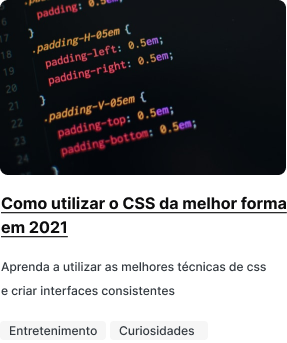 padding: 0.5em;
17 }
18 .padding-H-05em {
19 padding-left: 0.5em;
20 padding-right: 0.5em;
21 }
22 .padding-V-05em {
23 padding-top: 0.5em;
24 padding-bottom: 0.5em;
}
Como utilizar o CSS da melhor forma
em 2021
Aprenda a utilizar as melhores técnicas de css
e criar interfaces consistentes
Entretenimento Curiosidades